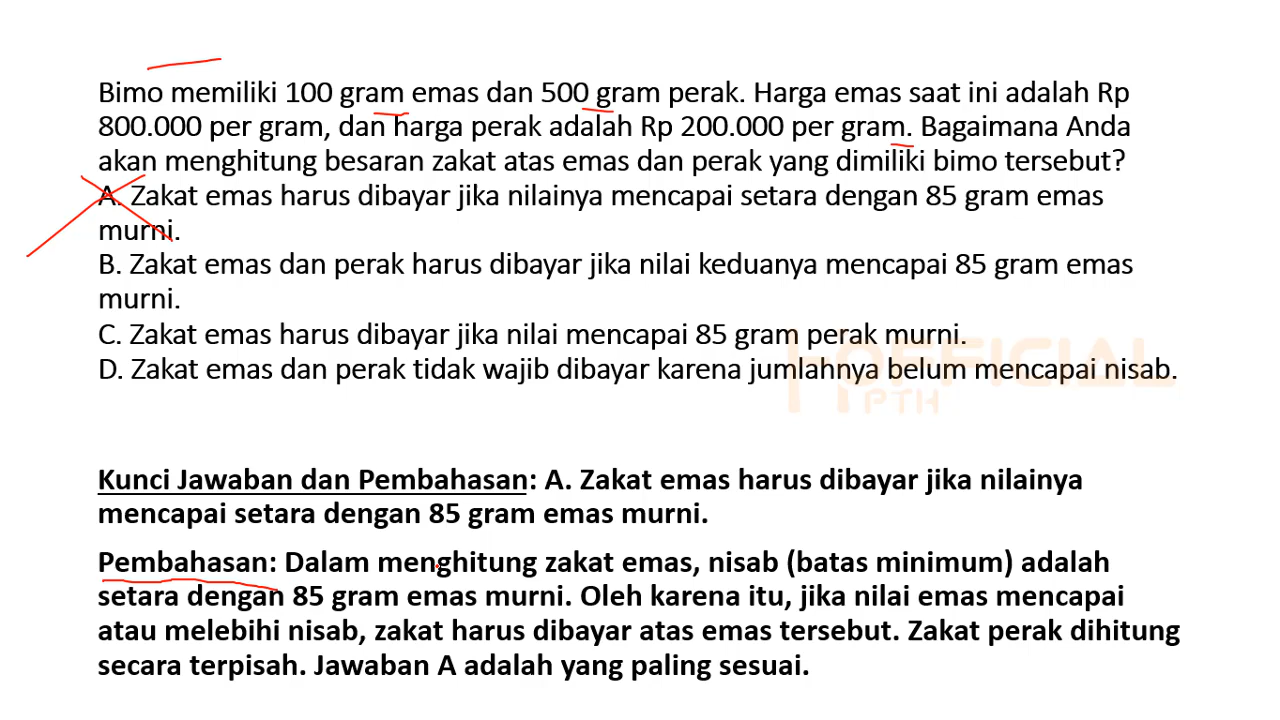 Bimo memiliki 100 gram emas dan 500 gram perak. Harga emas saat ini adalah Rp
800.000 per gram, dan harga perak adalah Rp 200.000 per gram. Bagaimana Anda
akan menghitung besaran zakat atas emas dan perak yang dimiliki bimo tersebut?
A. Zakat emas harus dibayar jika nilainya mencapai setara dengan 85 gram emas
murni.
B. Zakat emas dan perak harus dibayar jika nilai keduanya mencapai 85 gram emas
murni.
C. Zakat emas harus dibayar jika nilai mencapai 85 gram perak murni.
D. Zakat emas dan perak tidak wajib dibayar karena jumlahnya belum mencapai nisab.
OFFICIAL
PTH
Kunci Jawaban dan Pembahasan: A. Zakat emas harus dibayar jika nilainya
mencapai setara dengan 85 gram emas murni.
Pembahasan: Dalam menghitung zakat emas, nisab (batas minimum) adalah
setara dengan 85 gram emas murni. Oleh karena itu, jika nilai emas mencapai
atau melebihi nisab, zakat harus dibayar atas emas tersebut. Zakat perak dihitung
secara terpisah. Jawaban A adalah yang paling sesuai.